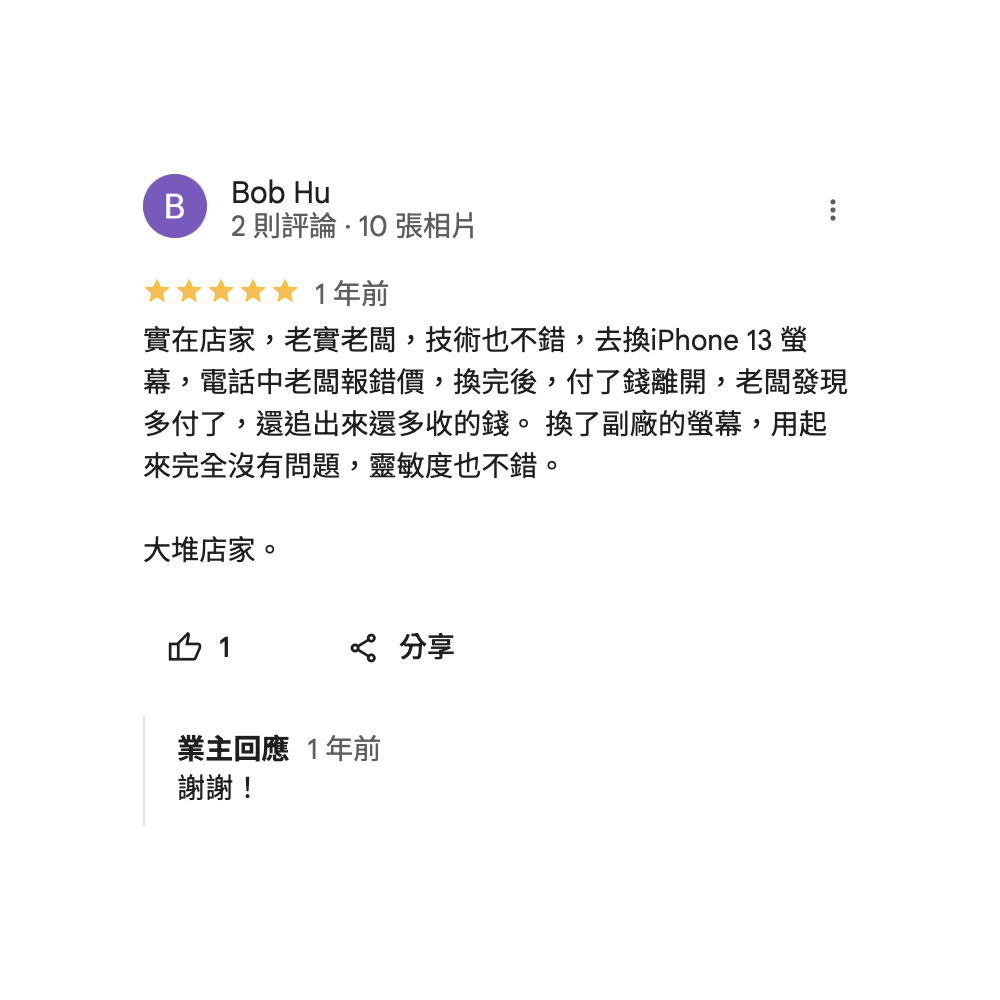 B
Bob Hu
2 則評論 · 10 張相片
1 年前
實在店家，老實老闆，技術也不錯，去換iPhone 13 螢
幕，電話中老闆報錯價，換完後，付了錢離開，老闆發現
多付了，還追出來還多收的錢。 換了副廠的螢幕，用起
來完全沒有問題，靈敏度也不錯。
大堆店家。
1 分享
業主回應 1 年前
謝謝！